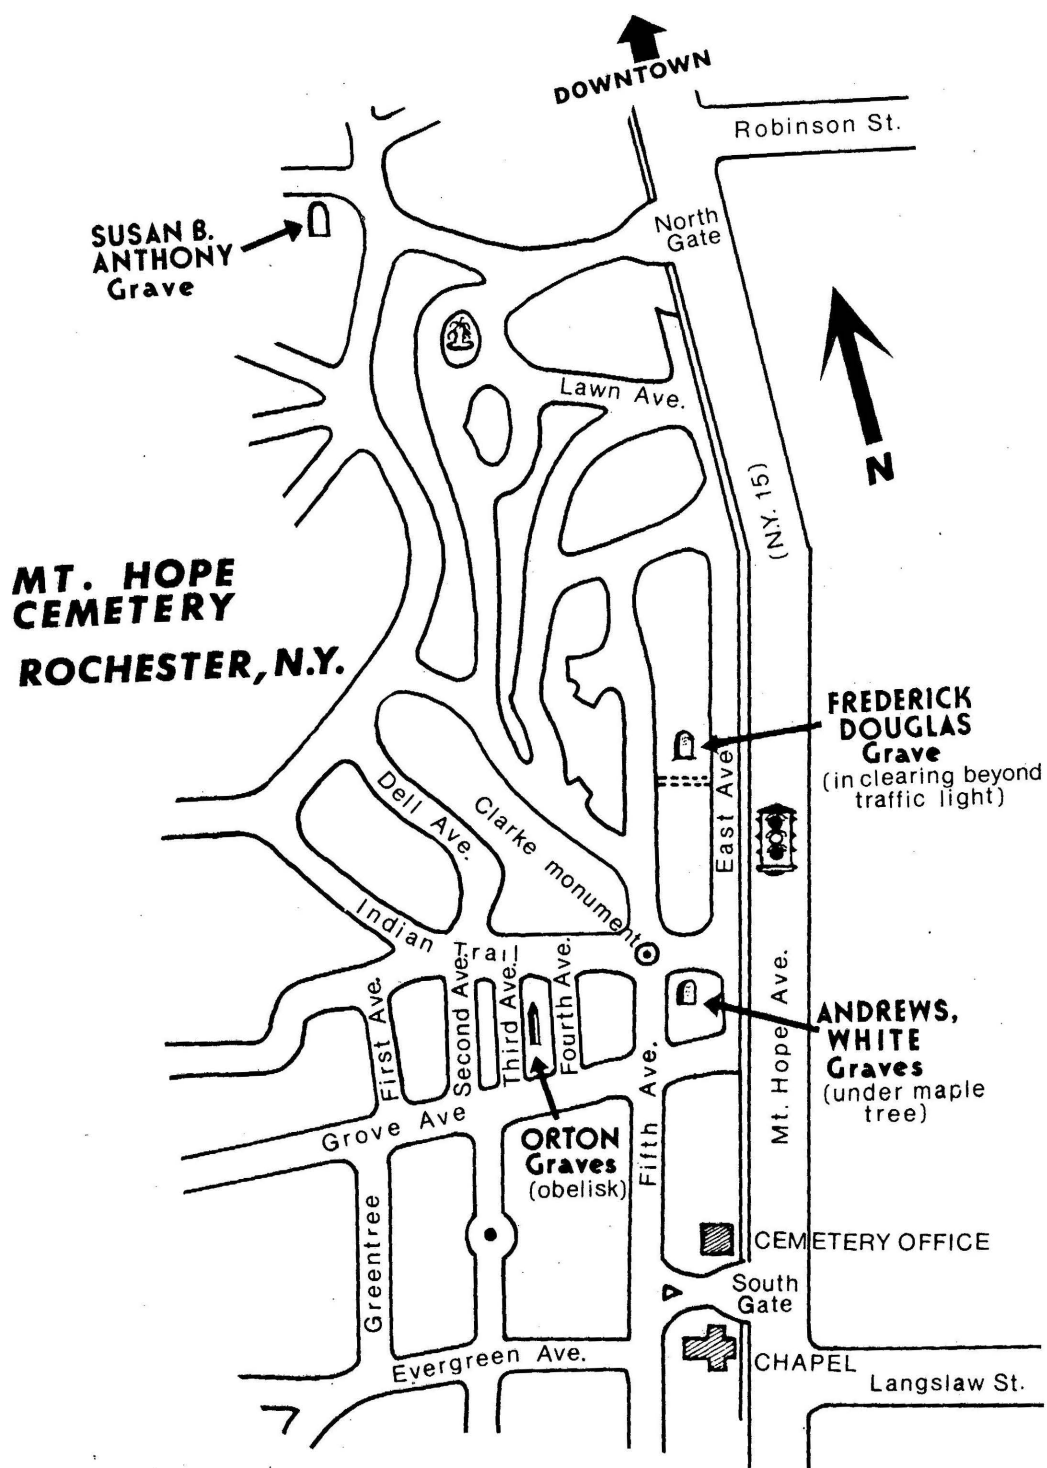 DOWNTOWN
Robinson St.
North
Gate
SUSAN B.
ANTHONY
Grave
N
Lawn Ave.
(N.Y. 15)
MT. HOPE
CEMETERY
ROCHESTER, N.Y.
FREDERICK
DOUGLAS
Grave
(in clearing beyond
traffic light)
East Ave.
Dell Ave.
Clarke monument
Indian Trail
First Ave.
Second Ave.
Third Ave.
Fourth Ave.
Fifth Ave.
Mt. Hope Ave.
ANDREWS,
WHITE
Graves
(under maple
tree)
Grove Ave
ORTON
Graves
(obelisk)
Greentree
CEMETERY OFFICE
South
Gate
Evergreen Ave.
CHAPEL
Langslaw St.